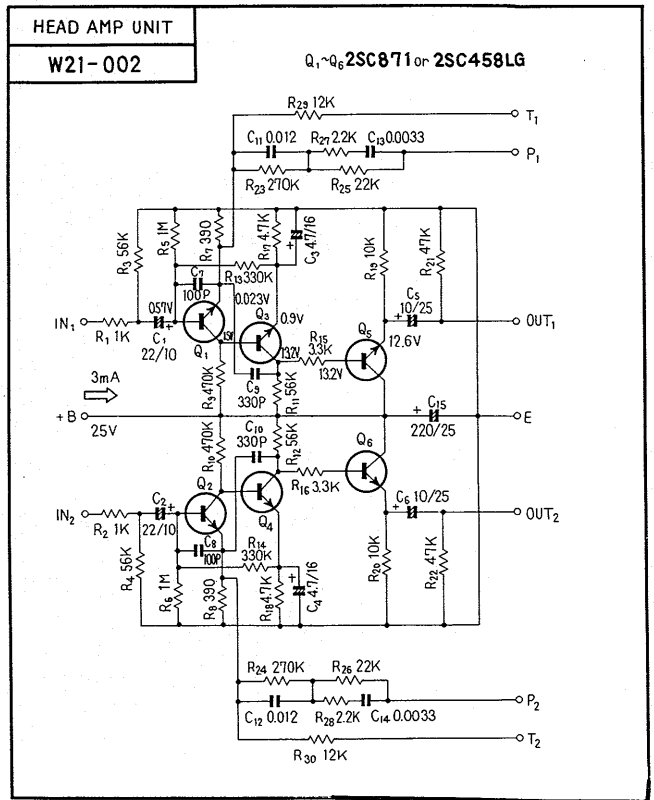 HEAD AMP UNIT
W21-002
Q₁~Q₆ 2SC871 or 2SC458LG
R₂₉ 12K
T₁
C₁₁ 0.012
R₂₇ 2.2K
C₁₃ 0.0033
P₁
R₂₃ 270K
R₂₅ 22K
R₃ 56K
R₅ 1M
R₇ 390
R₁₇ 4.7K
C₃ 4.7/16
R₁₉ 10K
R₂₁ 47K
R₁₃ 330K
C₇
100P
0.023V
C₅
10/25
IN₁
R₁ 1K
0.57V
C₁
22/10
Q₁
1.5V
Q₃
0.9V
13.2V
R₁₅
3.3K
13.2V
Q₅
12.6V
OUT₁
R₉ 470K
C₉
330P
R₁₁ 56K
3mA
+B
25V
C₁₅
220/25
E
R₁₀ 470K
C₁₀
330P
R₁₂ 56K
Q₆
R₁₆ 3.3K
IN₂
R₂ 1K
C₂
22/10
Q₂
Q₄
C₆ 10/25
OUT₂
R₄ 56K
R₆ 1M
C₈
100P
R₈ 390
R₁₄
330K
R₁₈ 4.7K
C₄ 4.7/16
R₂₀ 10K
R₂₂ 47K
R₂₄ 270K
R₂₆ 22K
C₁₂ 0.012
R₂₈ 2.2K
C₁₄ 0.0033
P₂
R₃₀ 12K
T₂